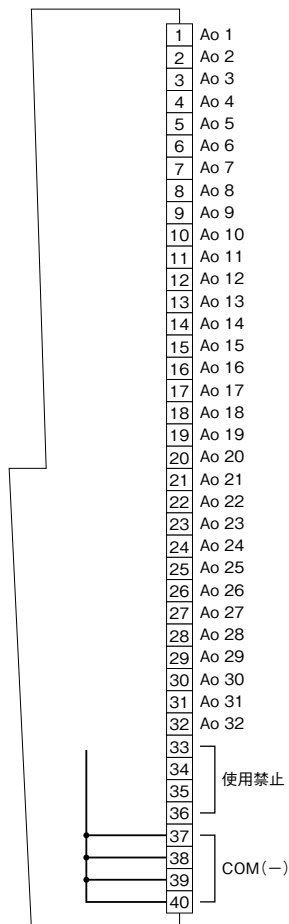 1 Ao 1
2 Ao 2
3 Ao 3
4 Ao 4
5 Ao 5
6 Ao 6
7 Ao 7
8 Ao 8
9 Ao 9
10 Ao 10
11 Ao 11
12 Ao 12
13 Ao 13
14 Ao 14
15 Ao 15
16 Ao 16
17 Ao 17
18 Ao 18
19 Ao 19
20 Ao 20
21 Ao 21
22 Ao 22
23 Ao 23
24 Ao 24
25 Ao 25
26 Ao 26
27 Ao 27
28 Ao 28
29 Ao 29
30 Ao 30
31 Ao 31
32 Ao 32
33
34
使用禁止
35
36
37
38
COM(−)
39
40